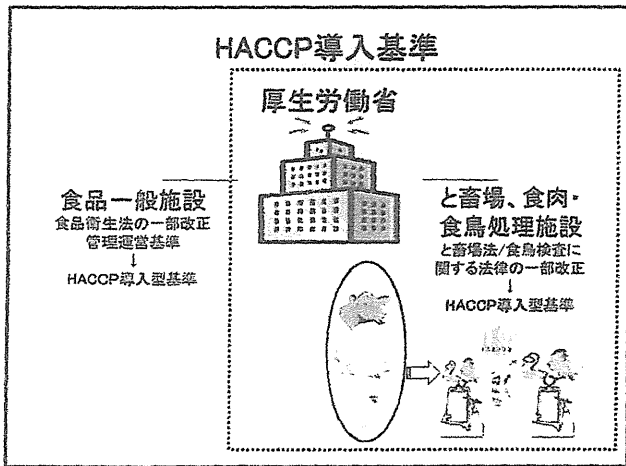 HACCP導入基準
厚生労働省
食品一般施設
食品衛生法の一部改正
管理運営基準
↓
HACCP導入型基準
と畜場、食肉・
食鳥処理施設
と畜場法/食鳥検査に
関する法律の一部改正
↓
HACCP導入型基準